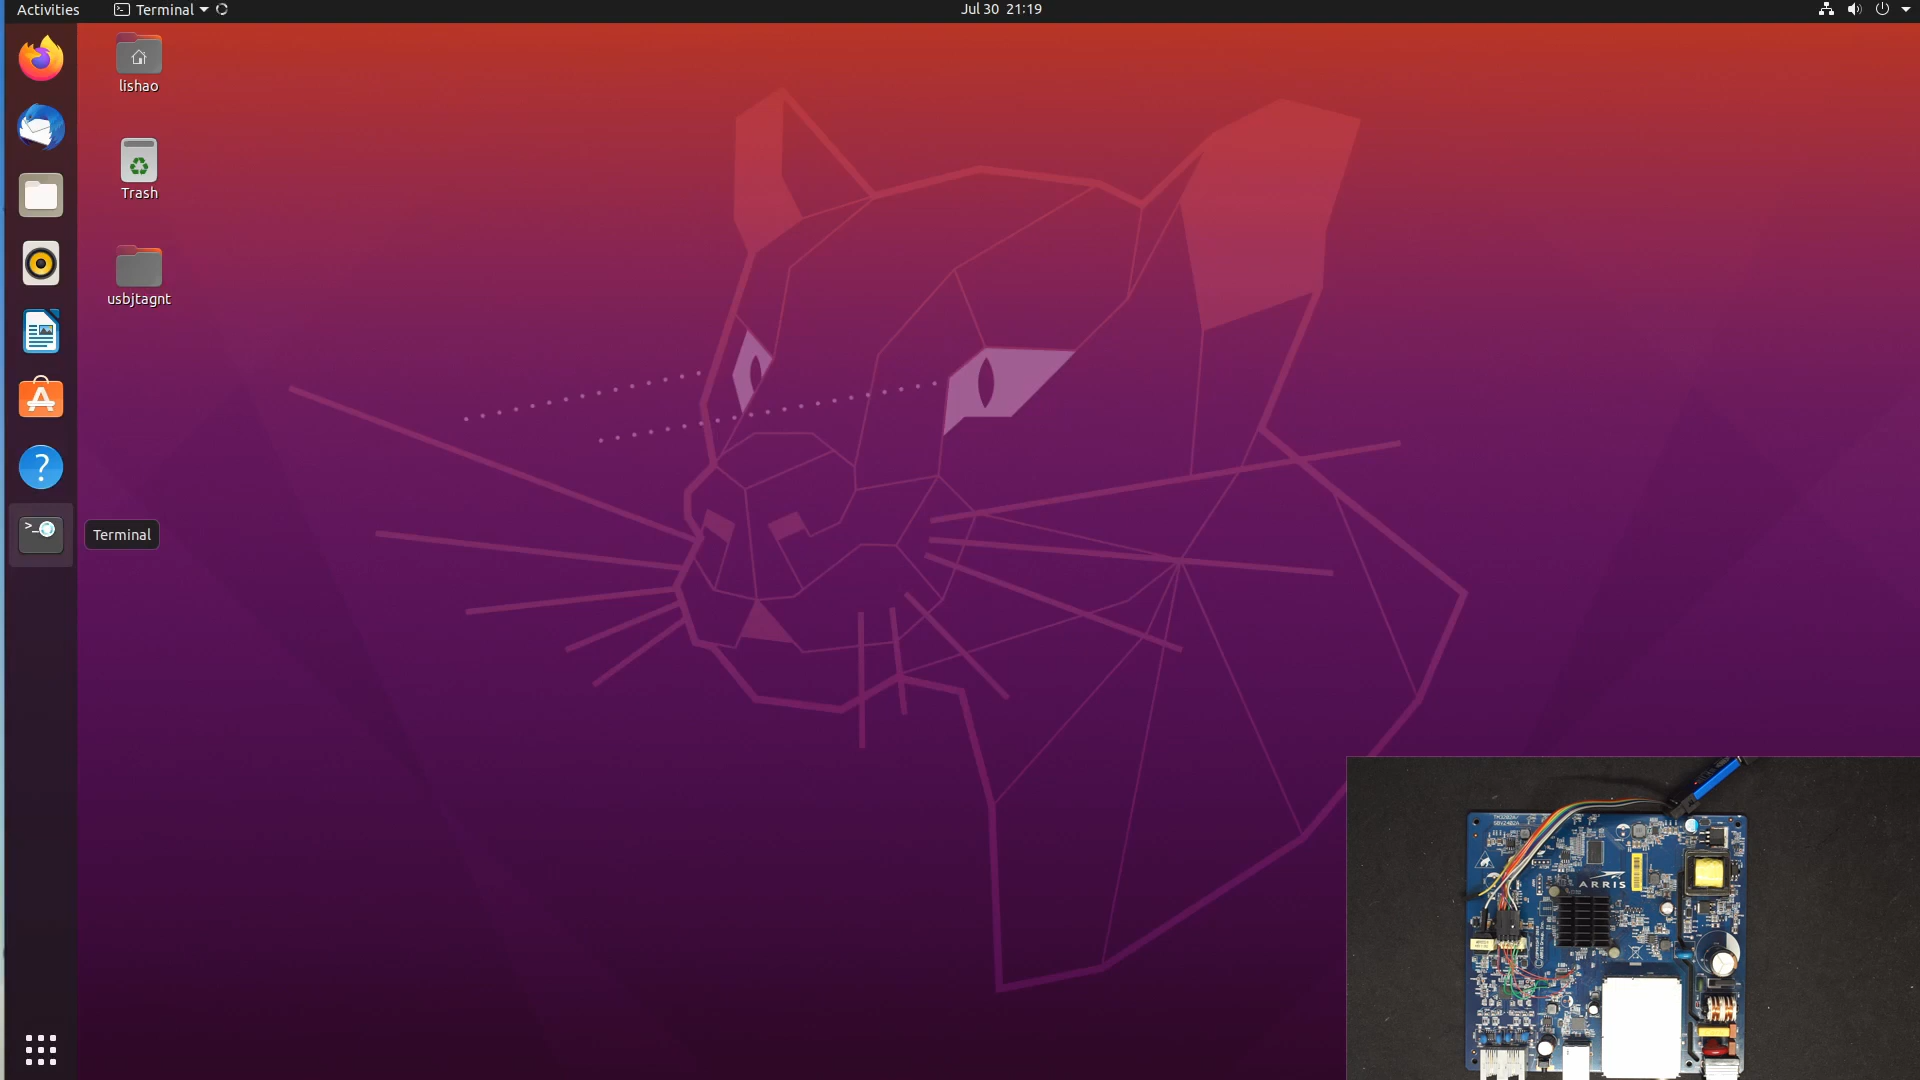 Activities
Terminal
Jul 30 21:19
lishao
Trash
usbjtagnt
Terminal
ARRIS